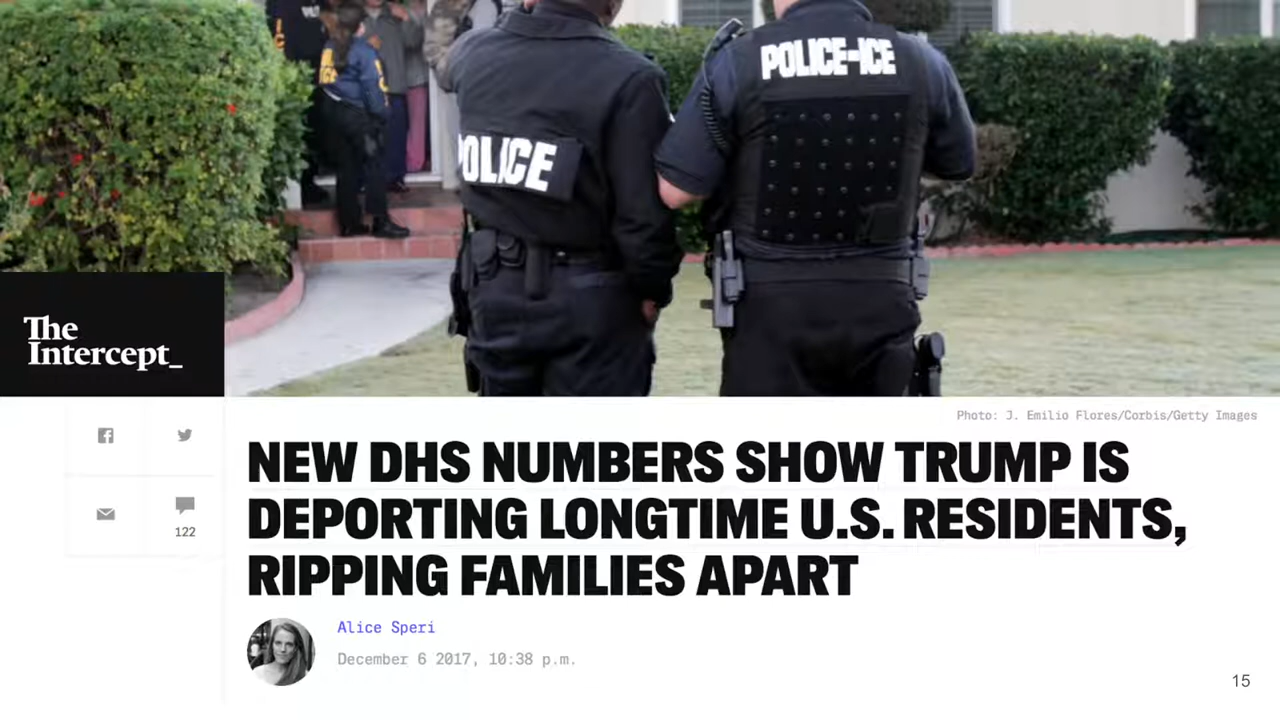 POLICE
POLICE-ICE
The
Intercept_
Photo: J. Emilio Flores/Corbis/Getty Images
NEW DHS NUMBERS SHOW TRUMP IS
DEPORTING LONGTIME U.S. RESIDENTS,
RIPPING FAMILIES APART
122
Alice Speri
December 6 2017, 10:38 p.m.
15